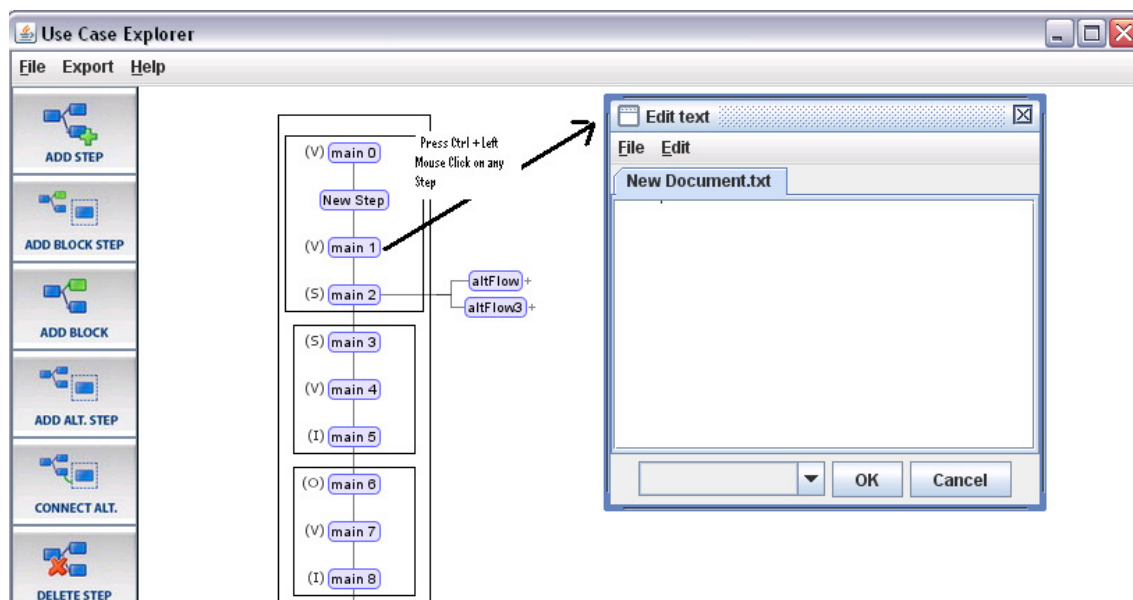 Use Case Explorer
File Export Help
ADD STEP
ADD BLOCK STEP
ADD BLOCK
ADD ALT. STEP
CONNECT ALT.
DELETE STEP
(V) main 0
New Step
(V) main 1
(S) main 2
altFlow+
altFlow3+
(S) main 3
(V) main 4
(I) main 5
(O) main 6
(V) main 7
(I) main 8
Press Ctrl + Left
Mouse Click on any
Step
Edit text
File Edit
New Document.txt
OK Cancel